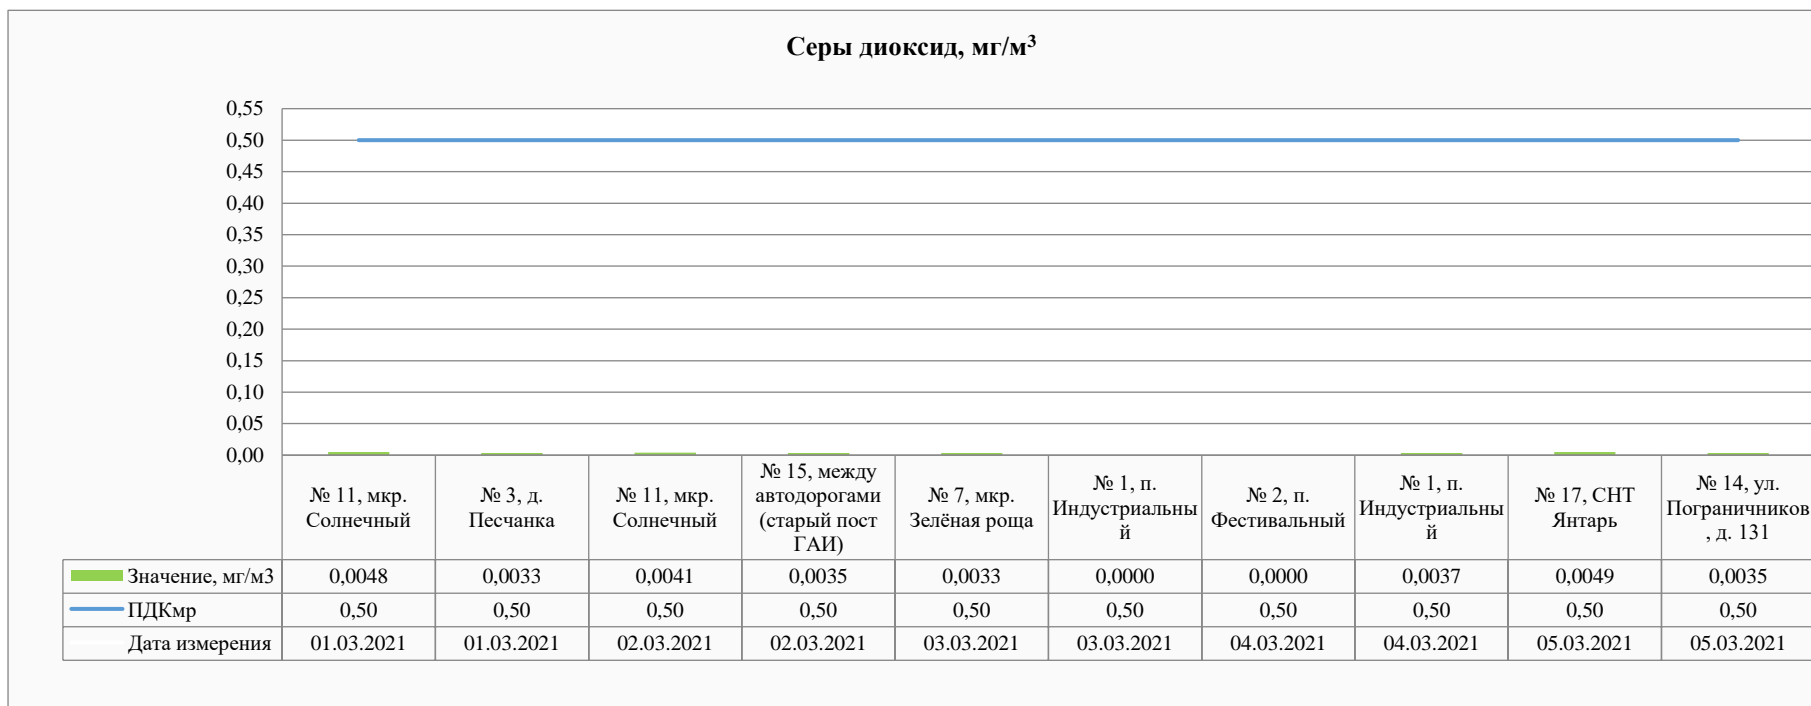 Серы диоксид, мг/м³
0,55
0,50
0,45
0,40
0,35
0,30
0,25
0,20
0,15
0,10
0,05
0,00
№ 11, мкр.
Солнечный
№ 3, д.
Песчанка
№ 11, мкр.
Солнечный
№ 15, между
автодорогами
(старый пост
ГАИ)
№ 7, мкр.
Зелёная роща
№ 1, п.
Индустриальны
й
№ 2, п.
Фестивальный
№ 1, п.
Индустриальны
й
№ 17, СНТ
Янтарь
№ 14, ул.
Пограничников
, д. 131
Значение, мг/м3 0,0048 0,0033 0,0041 0,0035 0,0033 0,0000 0,0000 0,0037 0,0049 0,0035
ПДКмр 0,50 0,50 0,50 0,50 0,50 0,50 0,50 0,50 0,50 0,50
Дата измерения 01.03.2021 01.03.2021 02.03.2021 02.03.2021 03.03.2021 03.03.2021 04.03.2021 04.03.2021 05.03.2021 05.03.2021